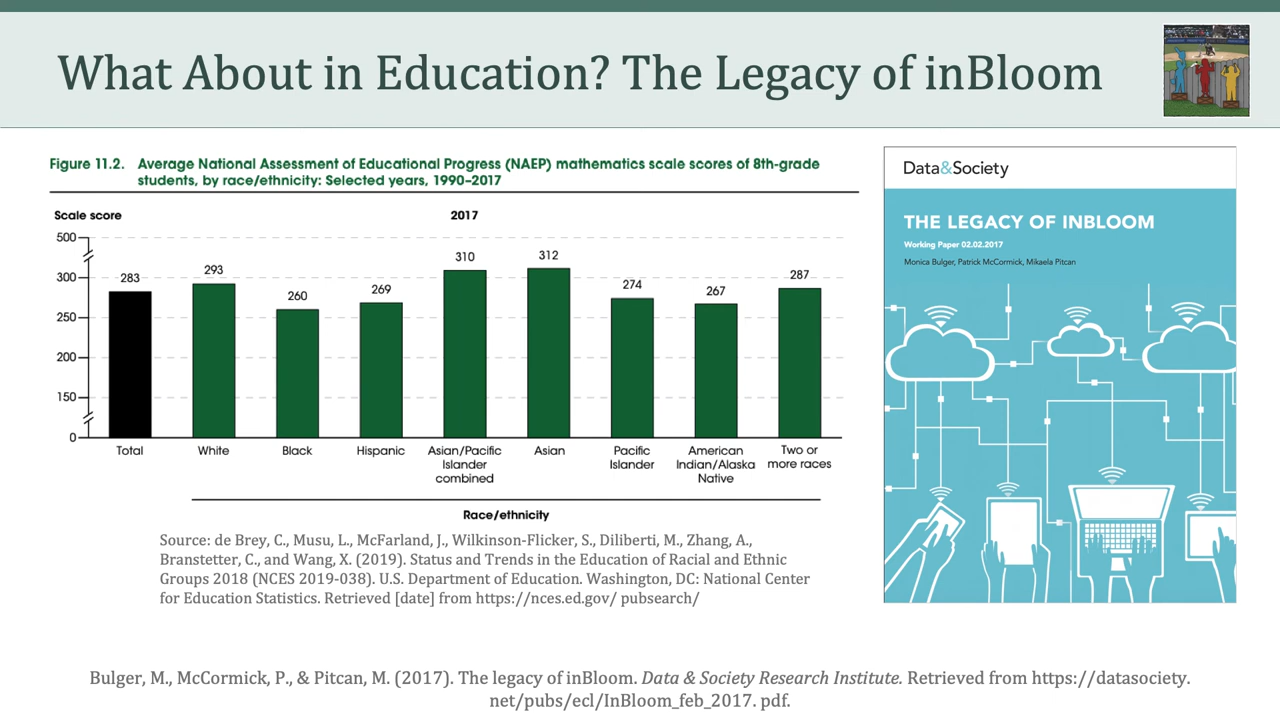 What About in Education? The Legacy of inBloom
Figure 11.2. Average National Assessment of Educational Progress (NAEP) mathematics scale scores of 8th-grade
students, by race/ethnicity: Selected years, 1990–2017
Scale score
2017
500
300
250
200
150
0
283
293
260
269
310
312
274
267
287
Total
White
Black
Hispanic
Asian/Pacific
Islander
combined
Asian
Pacific
Islander
American
Indian/Alaska
Native
Two or
more races
Race/ethnicity
Source: de Brey, C., Musu, L., McFarland, J., Wilkinson-Flicker, S., Diliberti, M., Zhang, A.,
Branstetter, C., and Wang, X. (2019). Status and Trends in the Education of Racial and Ethnic
Groups 2018 (NCES 2019-038). U.S. Department of Education. Washington, DC: National Center
for Education Statistics. Retrieved [date] from https://nces.ed.gov/ pubsearch/
Data&Society
THE LEGACY OF INBLOOM
Working Paper 02.02.2017
Monica Bulger, Patrick McCormick, Mikaela Pitcan
Bulger, M., McCormick, P., & Pitcan, M. (2017). The legacy of inBloom. Data & Society Research Institute. Retrieved from https://datasociety.
net/pubs/ecl/InBloom_feb_2017. pdf.